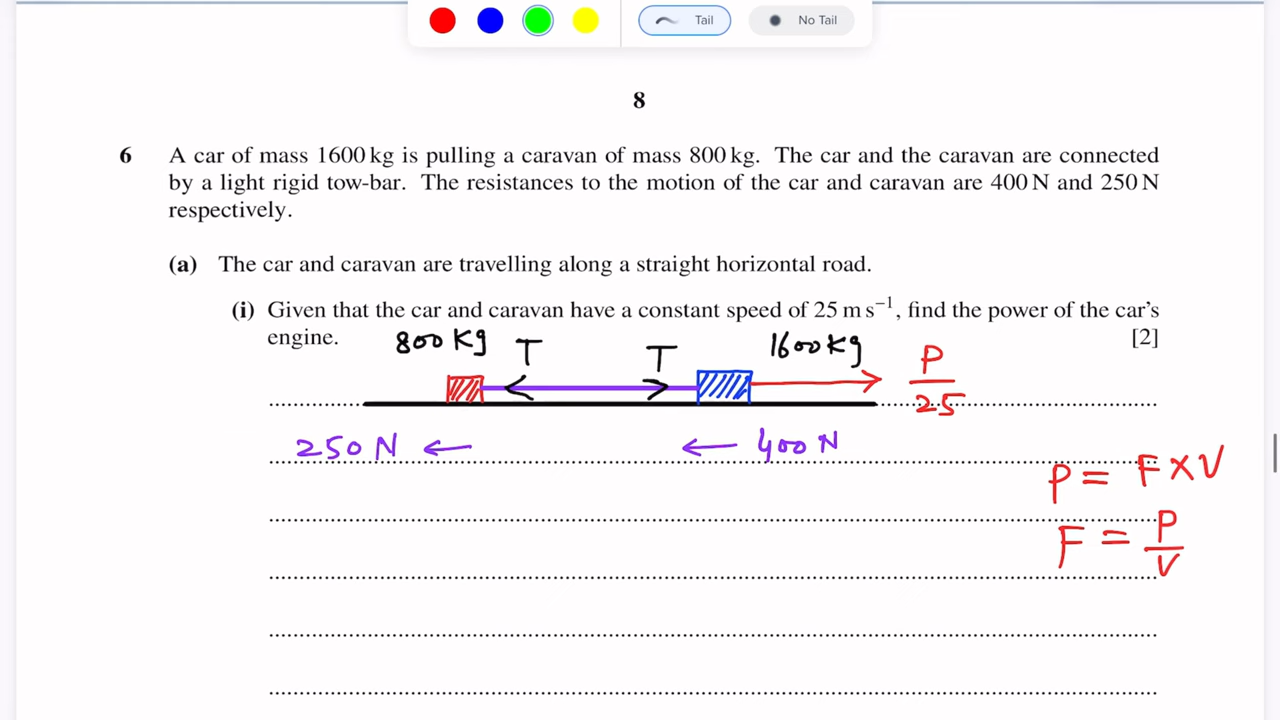 Tail
No Tail
8
6 A car of mass 1600 kg is pulling a caravan of mass 800 kg. The car and the caravan are connected
by a light rigid tow-bar. The resistances to the motion of the car and caravan are 400 N and 250 N
respectively.
(a) The car and caravan are travelling along a straight horizontal road.
(i) Given that the car and caravan have a constant speed of 25 m s⁻¹, find the power of the car's
engine. [2]
800 Kg T T 1600 Kg P/25
250 N ← ← 400 N
P = F × V
F = P/V